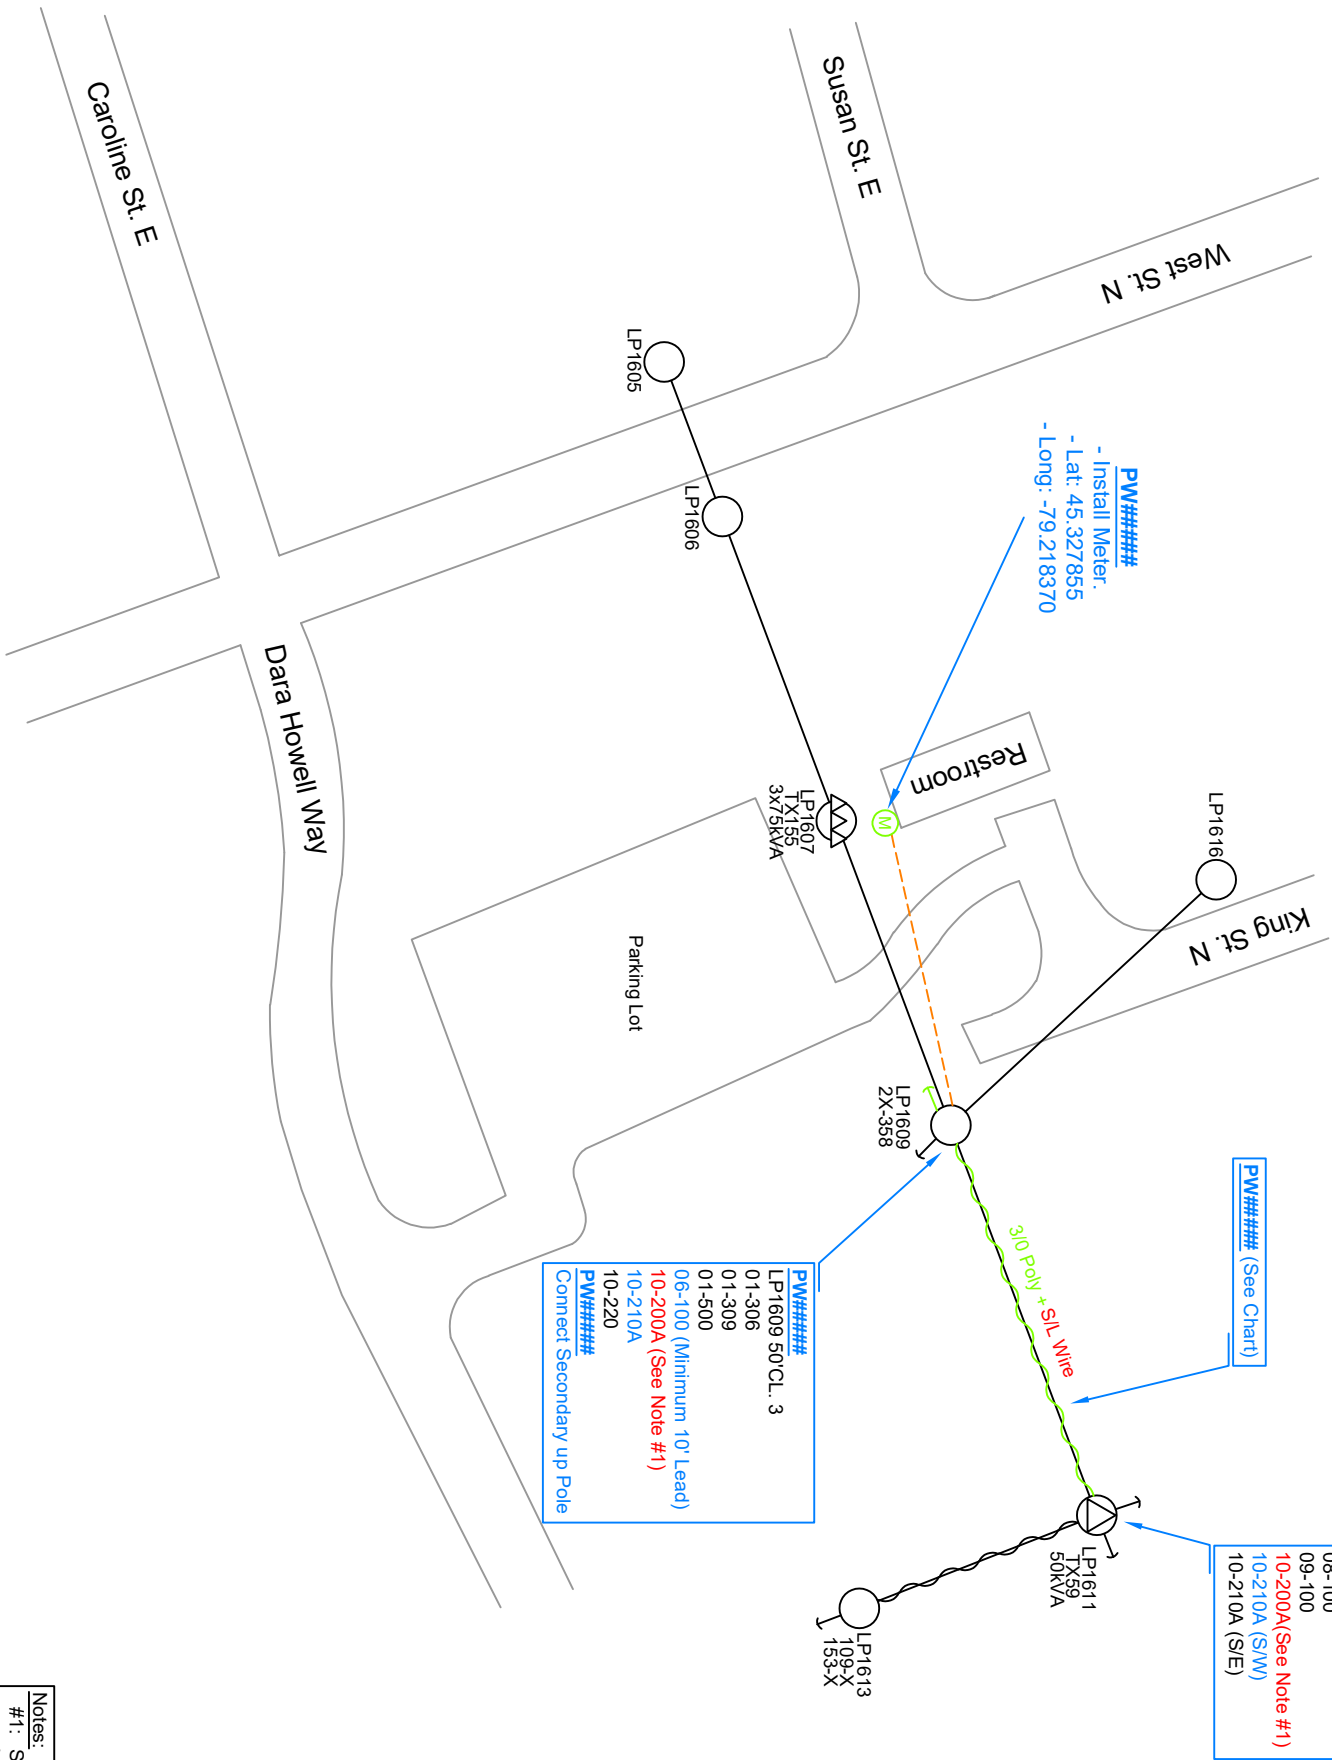 Caroline St. E
Susan St. E
West St. N
LP1605
LP1606
PW#####
- Install Meter.
- Lat: 45.327855
- Long: -79.218370
Restroom
M
LP1616
King St. N
LP1607
TX155
3x75kVA
Dara Howell Way
Parking Lot
LP1609
2X-358
PW##### (See Chart)
3/0 Poly + S/L Wire
PW#####
LP1609 50'CL. 3
01-306
01-309
01-500
06-100 (Minimum 10' Lead)
10-200A (See Note #1)
10-210A
10-220
PW#####
Connect Secondary up Pole
08-100
09-100
10-200A(See Note #1)
10-210A (S/W)
10-210A (S/E)
LP1611
TX59
50kVA
LP1613
109-X
153-X
Notes:
#1: S